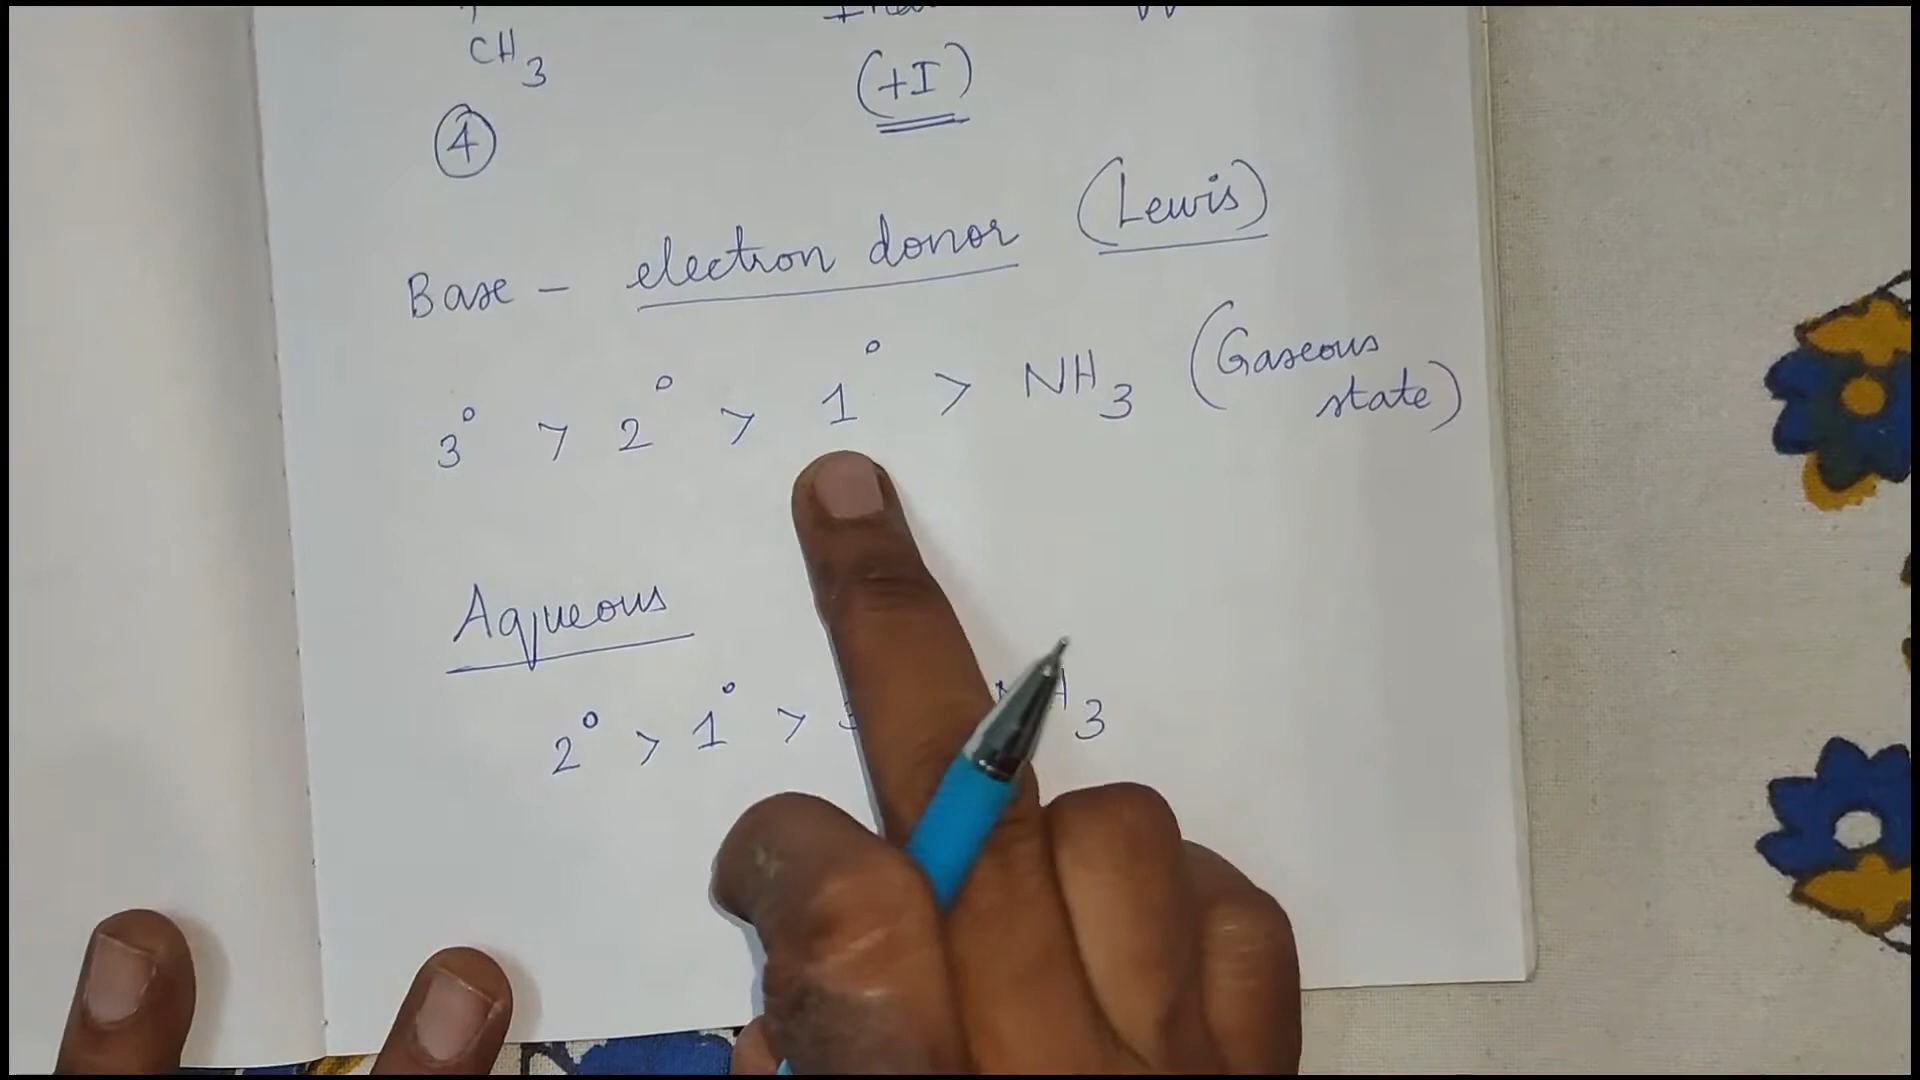 CH3
(+I)
4
Base - electron donor (Lewis)
3° > 2° > 1° > NH3 (Gaseous state)
Aqueous
2° > 1° > 3